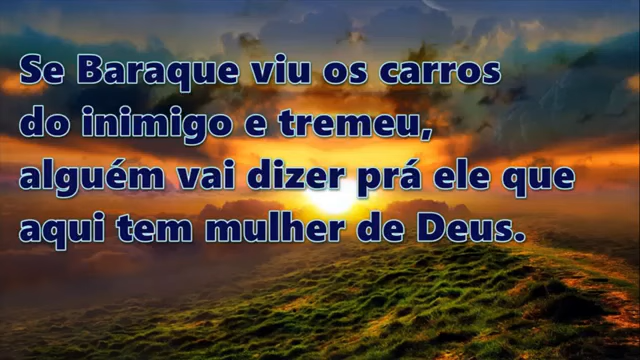 Se Baraque viu os carros
do inimigo e tremeu,
alguém vai dizer prá ele que
aqui tem mulher de Deus.